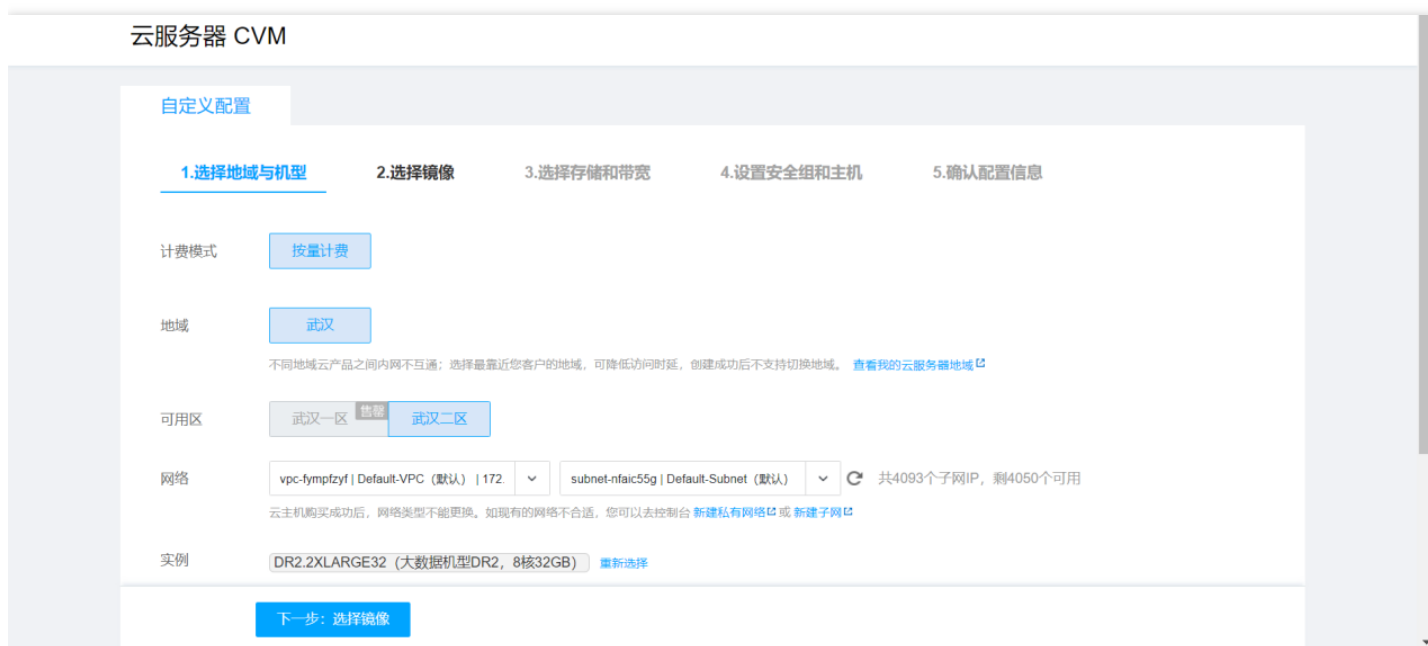 云服务器 CVM
自定义配置
1.选择地域与机型 2.选择镜像 3.选择存储和带宽 4.设置安全组和主机 5.确认配置信息
计费模式 按量计费
地域 武汉
不同地域云产品之间内网不互通；选择最靠近您客户的地域，可降低访问时延，创建成功后不支持切换地域。 查看我的云服务器地域
可用区 武汉一区 售罄 武汉二区
网络 vpc-fympfzyf | Default-VPC（默认） | 172. subnet-nfaic55g | Default-Subnet（默认） 共4093个子网IP，剩4050个可用
云主机购买成功后，网络类型不能更换。如现有的网络不合适，您可以去控制台 新建私有网络 或 新建子网
实例 DR2.2XLARGE32（大数据机型DR2，8核32GB） 重新选择
下一步：选择镜像